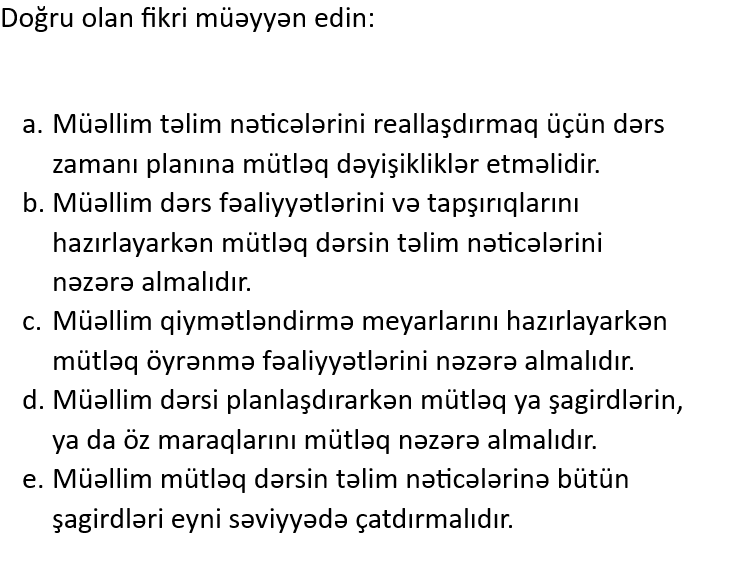 Doğru olan fikri müəyyən edin:
a. Müəllim təlim nəticələrini reallaşdırmaq üçün dərs
zamanı planına mütləq dəyişikliklər etməlidir.
b. Müəllim dərs fəaliyyətlərini və tapşırıqlarını
hazırlayarkən mütləq dərsin təlim nəticələrini
nəzərə almalıdır.
c. Müəllim qiymətləndirmə meyarlarını hazırlayarkən
mütləq öyrənmə fəaliyyətlərini nəzərə almalıdır.
d. Müəllim dərsi planlaşdırarkən mütləq ya şagirdlərin,
ya da öz maraqlarını mütləq nəzərə almalıdır.
e. Müəllim mütləq dərsin təlim nəticələrinə bütün
şagirdləri eyni səviyyədə çatdırmalıdır.